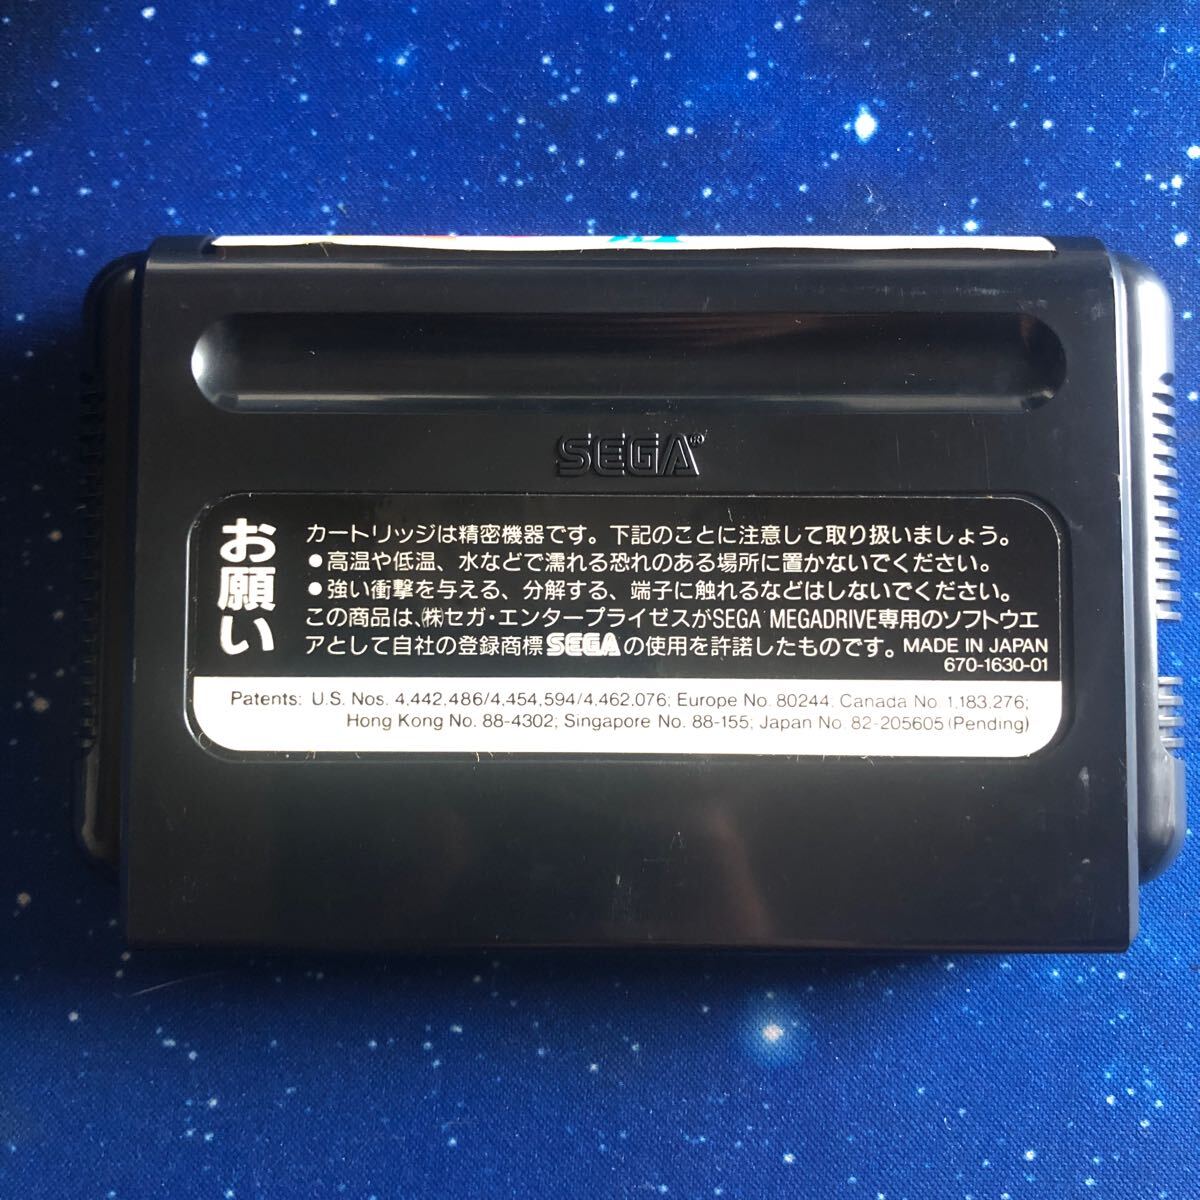 SEGA®
お願い
カートリッジは精密機器です。下記のことに注意して取り扱いましょう。
●高温や低温、水などで濡れる恐れのある場所に置かないでください。
●強い衝撃を与える、分解する、端子に触れるなどはしないでください。
この商品は、㈱セガ・エンタープライゼスがSEGA MEGADRIVE専用のソフトウエ
アとして自社の登録商標SEGAの使用を許諾したものです。MADE IN JAPAN
670-1630-01
Patents: U.S. Nos. 4,442,486/4,454,594/4,462,076; Europe No. 80244; Canada No. 1,183,276;
Hong Kong No. 88-4302; Singapore No. 88-155; Japan No. 82-205605 (Pending)